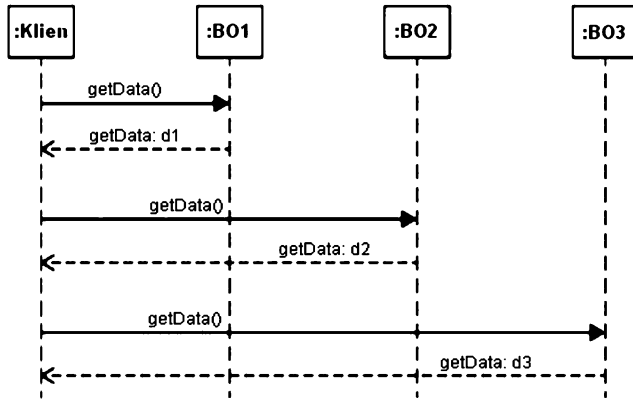 :Klien :BO1 :BO2 :BO3
getData()
getData: d1
getData()
getData: d2
getData()
getData: d3